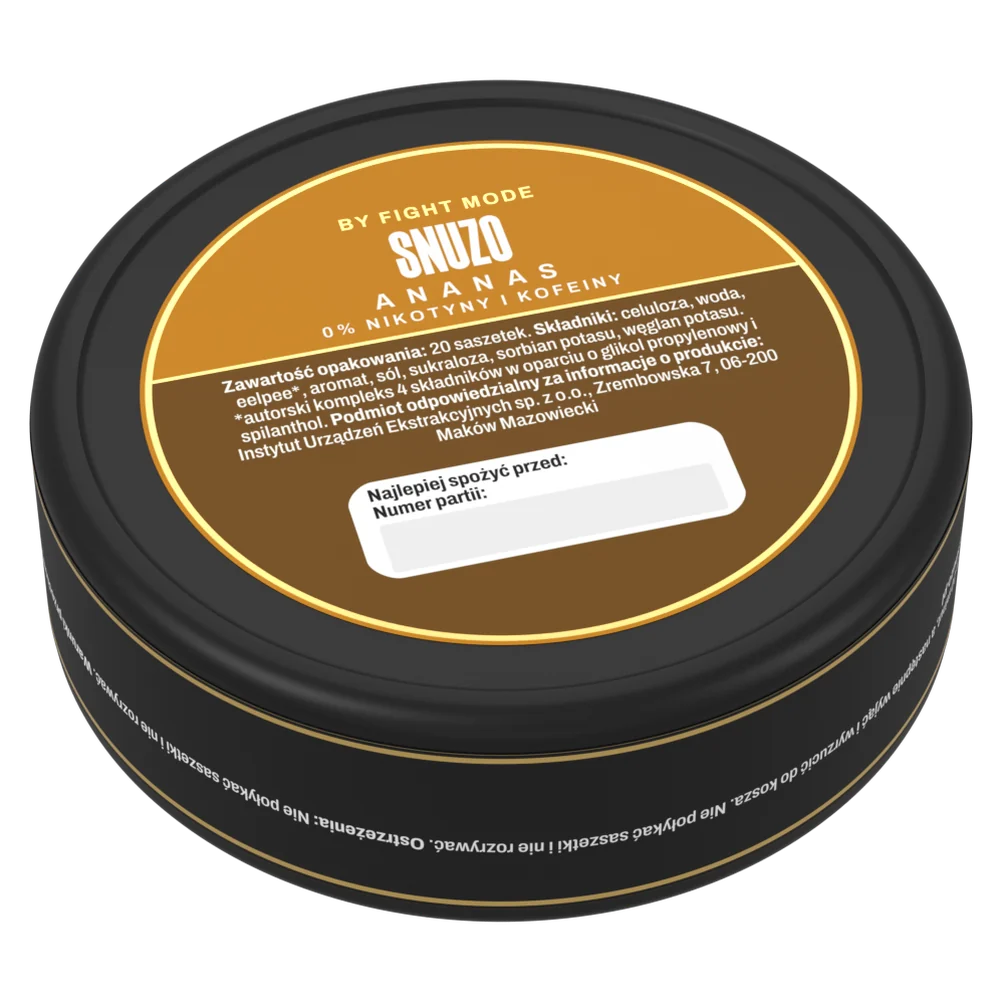 BY FIGHT MODE
SNUZO
ANANAS
0% NIKOTYNY I KOFEINY
Zawartość opakowania: 20 saszetek. Składniki: celuloza, woda,
eelpee*, aromat, sól, sukraloza, sorbian potasu, węglan potasu.
*autorski kompleks 4 składników w oparciu o glikol propylenowy i
spilanthol. Podmiot odpowiedzialny za informacje o produkcie:
Instytut Urządzeń Ekstrakcyjnych sp. z o.o., Zrembowska 7, 06-200
Maków Mazowiecki
Najlepiej spożyć przed:
Numer partii:
a następnie wyjąć i wyrzucić do kosza. Nie połykać saszetki i nie rozrywać. Ostrzeżenia: Nie połykać saszetki i nie rozrywać.